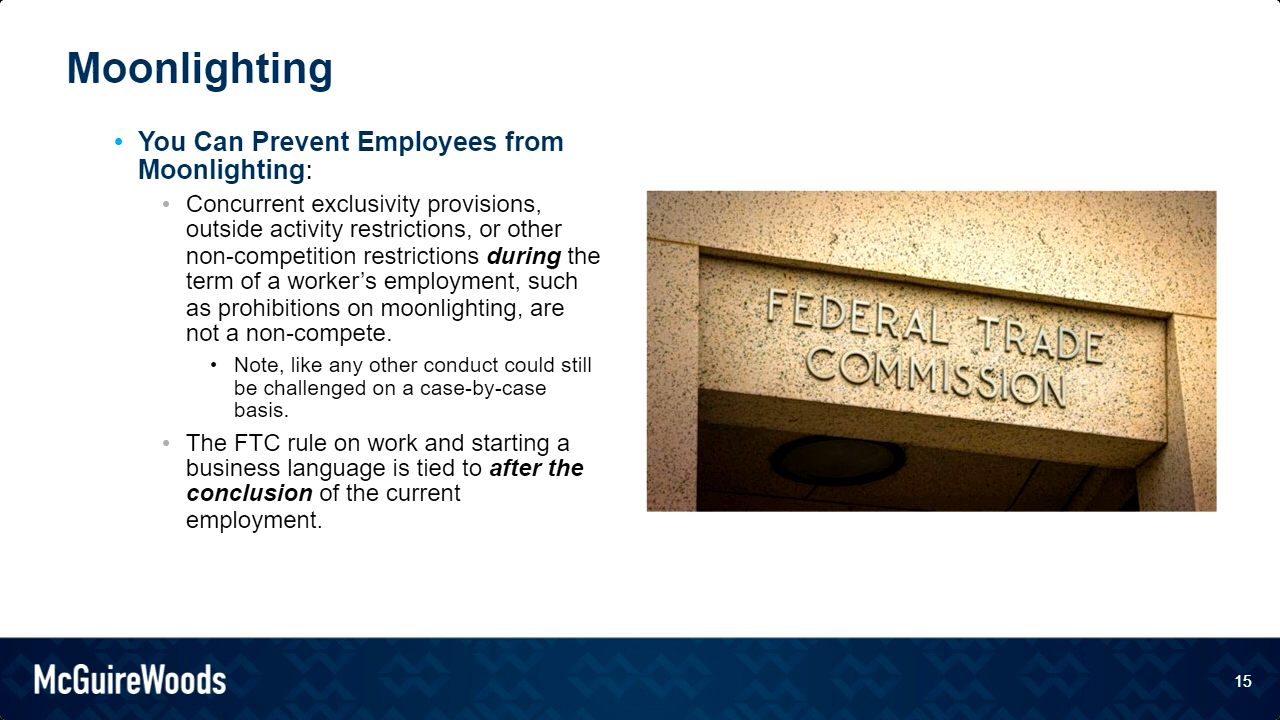 Moonlighting
• You Can Prevent Employees from
Moonlighting:
• Concurrent exclusivity provisions,
outside activity restrictions, or other
non-competition restrictions during the
term of a worker’s employment, such
as prohibitions on moonlighting, are
not a non-compete.
• Note, like any other conduct could still
be challenged on a case-by-case
basis.
• The FTC rule on work and starting a
business language is tied to after the
conclusion of the current
employment.
FEDERAL TRADE
COMMISSION
McGuireWoods
15